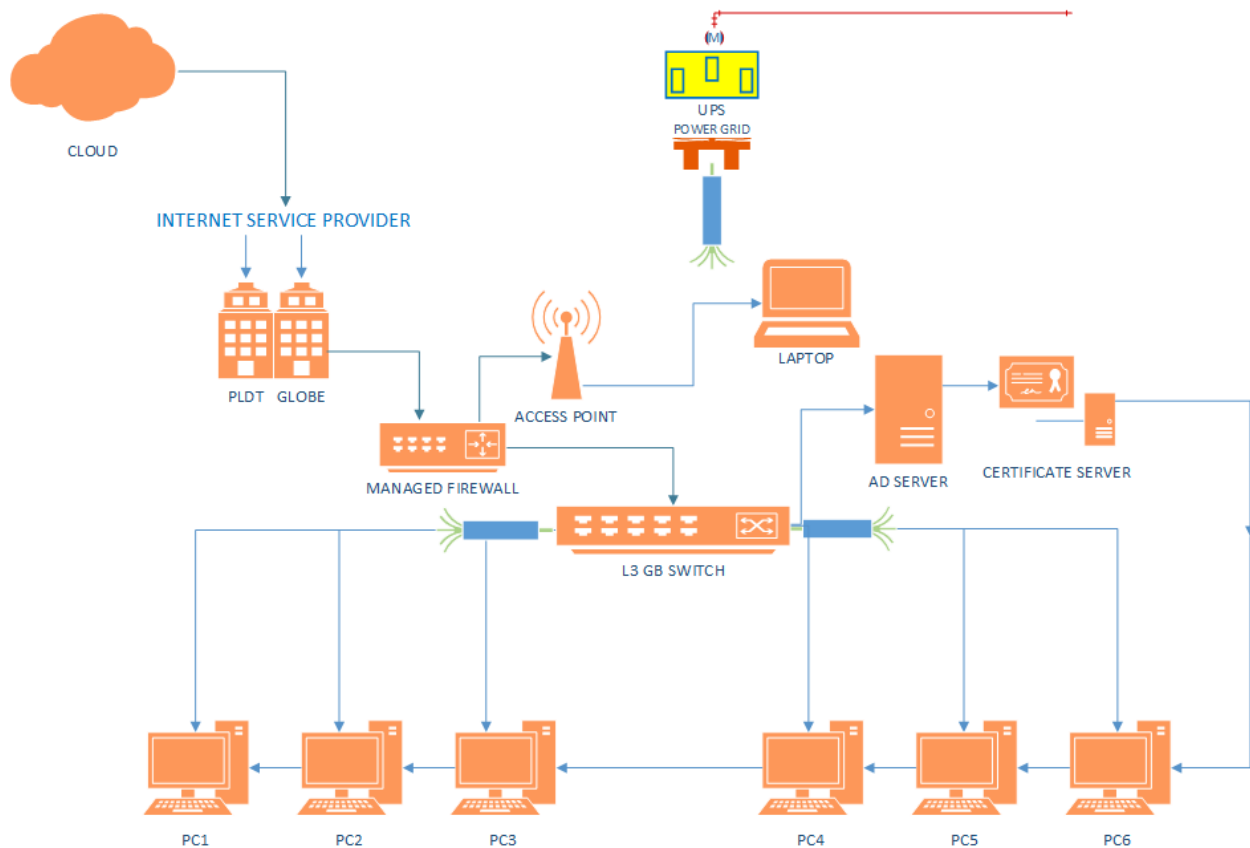 (M)
UPS
POWER GRID
CLOUD
INTERNET SERVICE PROVIDER
PLDT
GLOBE
ACCESS POINT
LAPTOP
MANAGED FIREWALL
AD SERVER
CERTIFICATE SERVER
L3 GB SWITCH
PC1
PC2
PC3
PC4
PC5
PC6